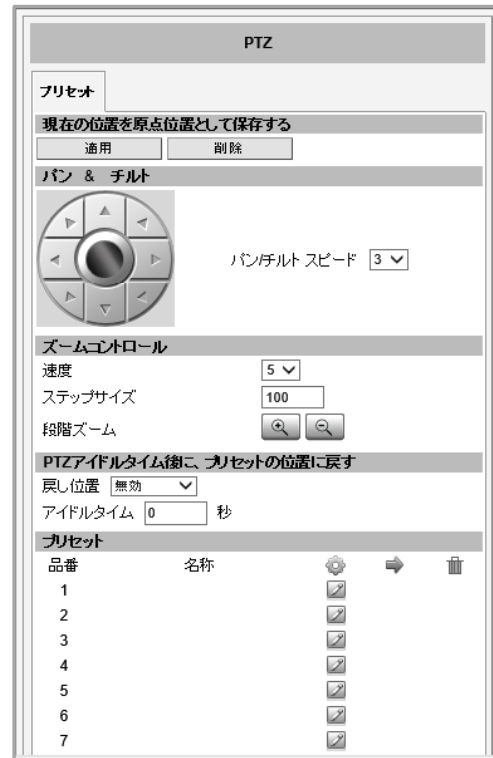 PTZ
プリセット
現在の位置を原点位置として保存する
適用 削除
パン & チルト
パン/チルト スピード 3
ズームコントロール
速度 5
ステップサイズ 100
段階ズーム
PTZアイドルタイム後に、プリセットの位置に戻す
戻し位置 無効
アイドルタイム 0 秒
プリセット
品番 名称
1
2
3
4
5
6
7